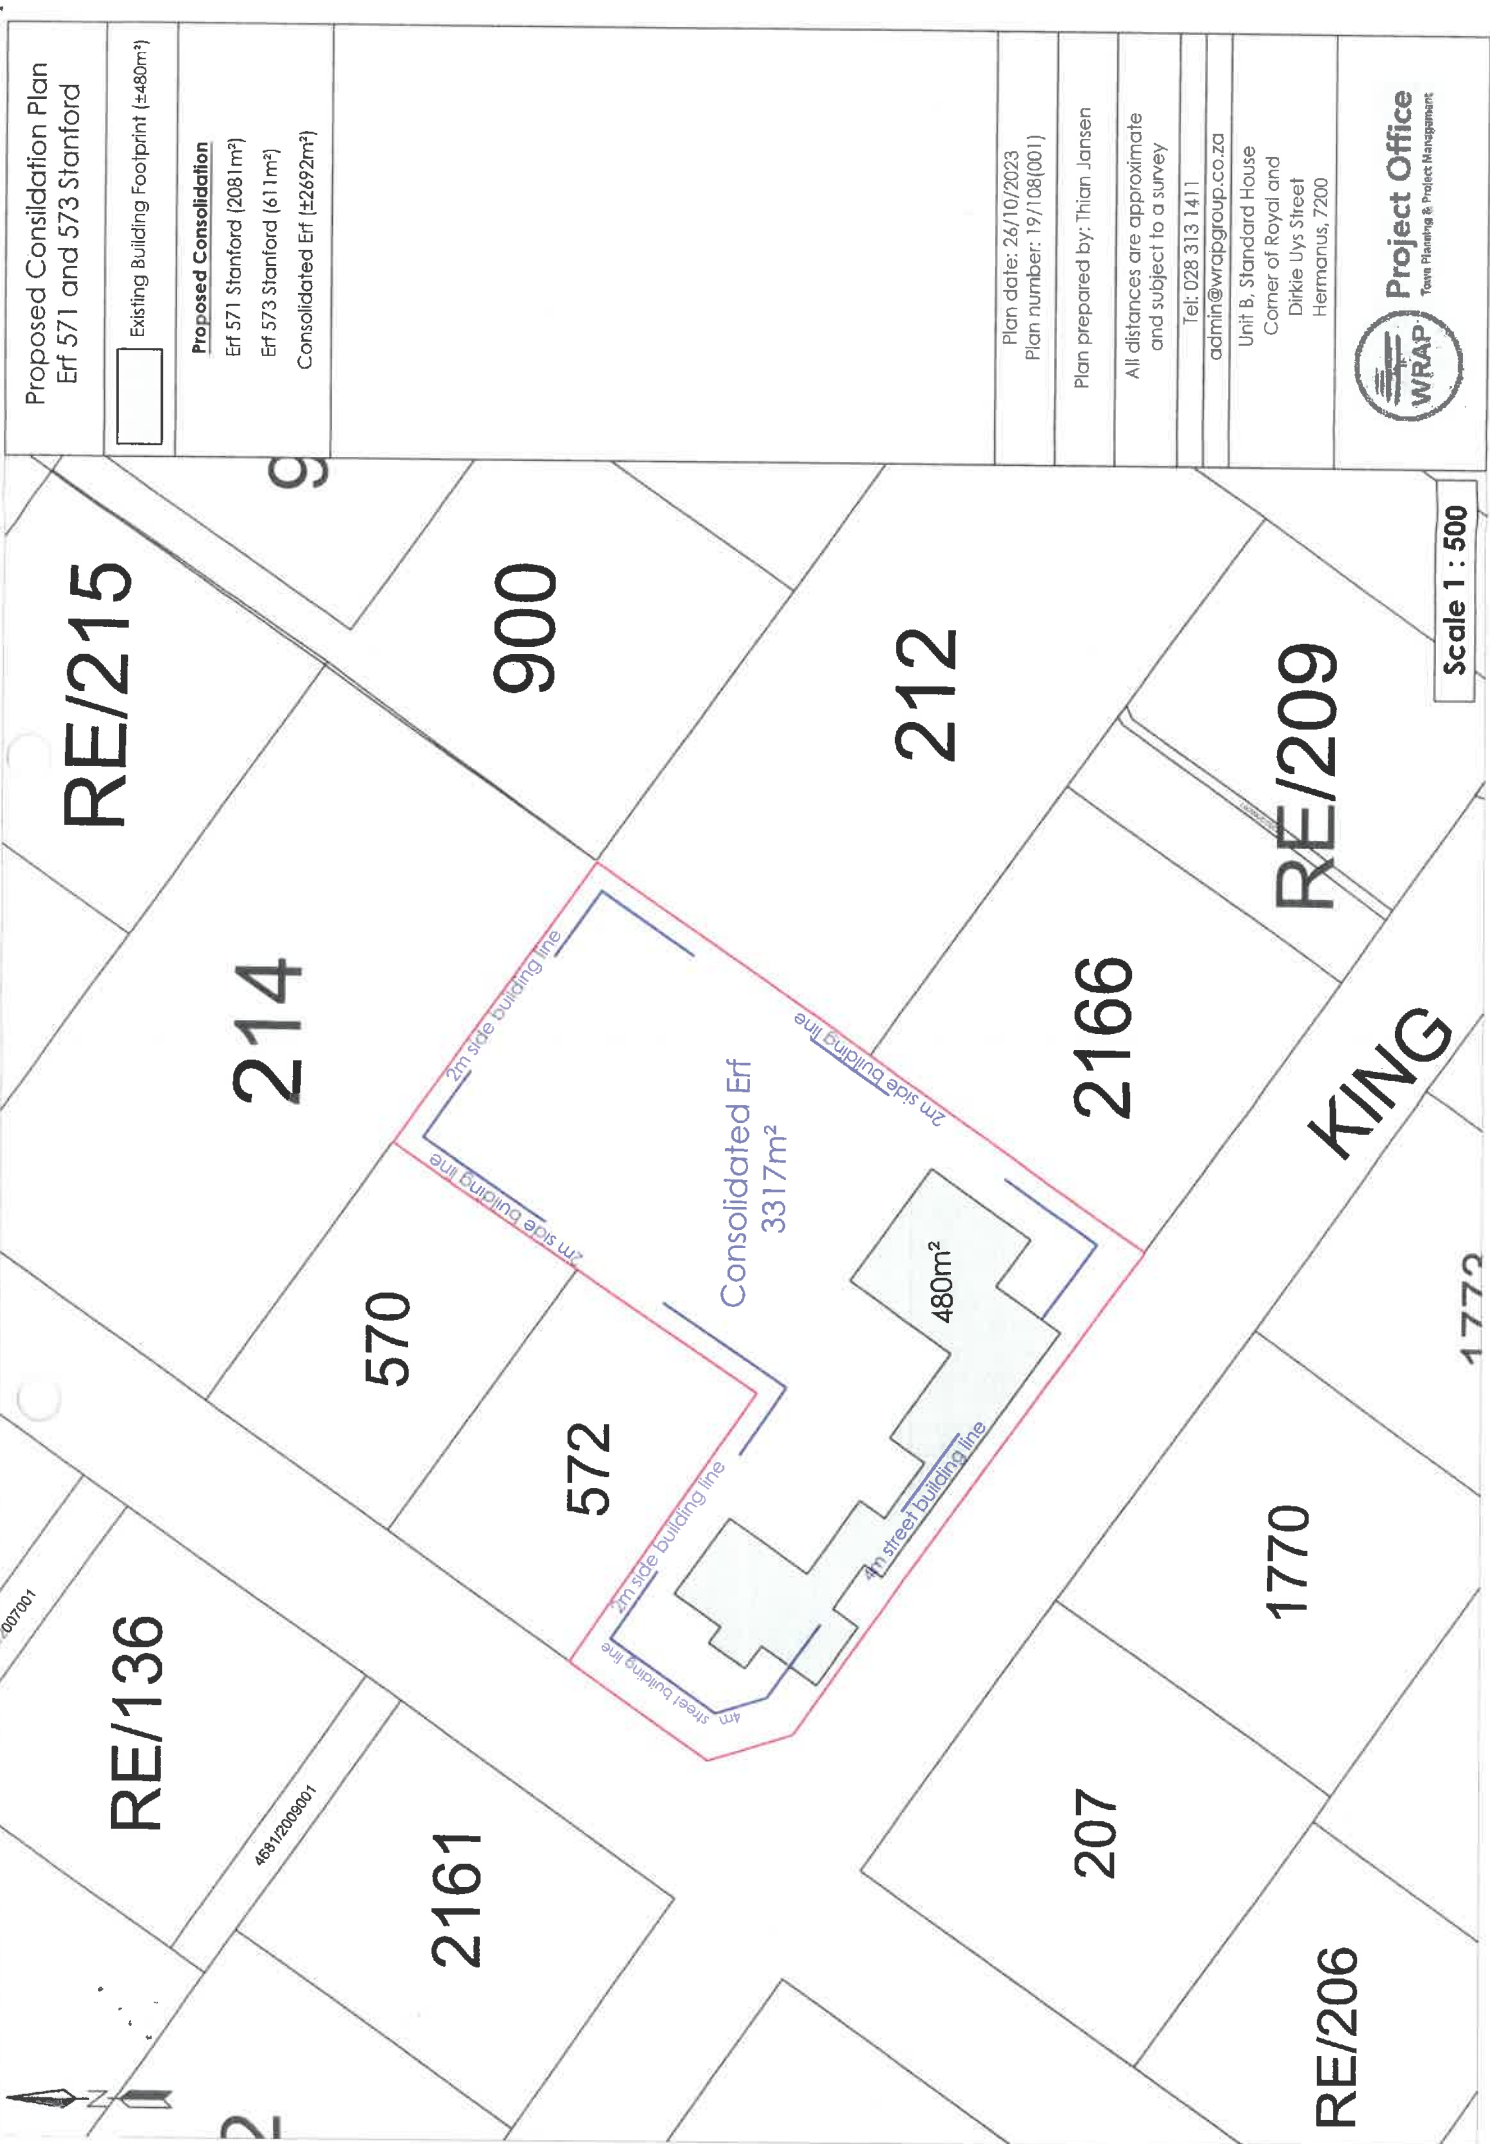 Proposed Consildation Plan
Erf 571 and 573 Stanford
Existing Building Footprint (±480m²)
Proposed Consolidation
Erf 571 Stanford (2081m²)
Erf 573 Stanford (611m²)
Consolidated Erf (±2692m²)
Plan date: 26/10/2023
Plan number: 19/108(001)
Plan prepared by: Thian Jansen
All distances are approximate
and subject to a survey
Tel: 028 313 1411
admin@wrapgroup.co.za
Unit B, Standard House
Corner of Royal and
Dirkie Uys Street
Hermanus, 7200
WRAP
Project Office
Town Planning & Project Management
Scale 1 : 500
N
2
RE/136
2007001
4681/2009001
2161
RE/215
9
214
900
570
572
212
2166
RE/209
KING
1773
1770
207
RE/206
Consolidated Erf
3317m²
480m²
2m side building line
2m side building line
2m side building line
2m side building line
4m street building line
4m street building line